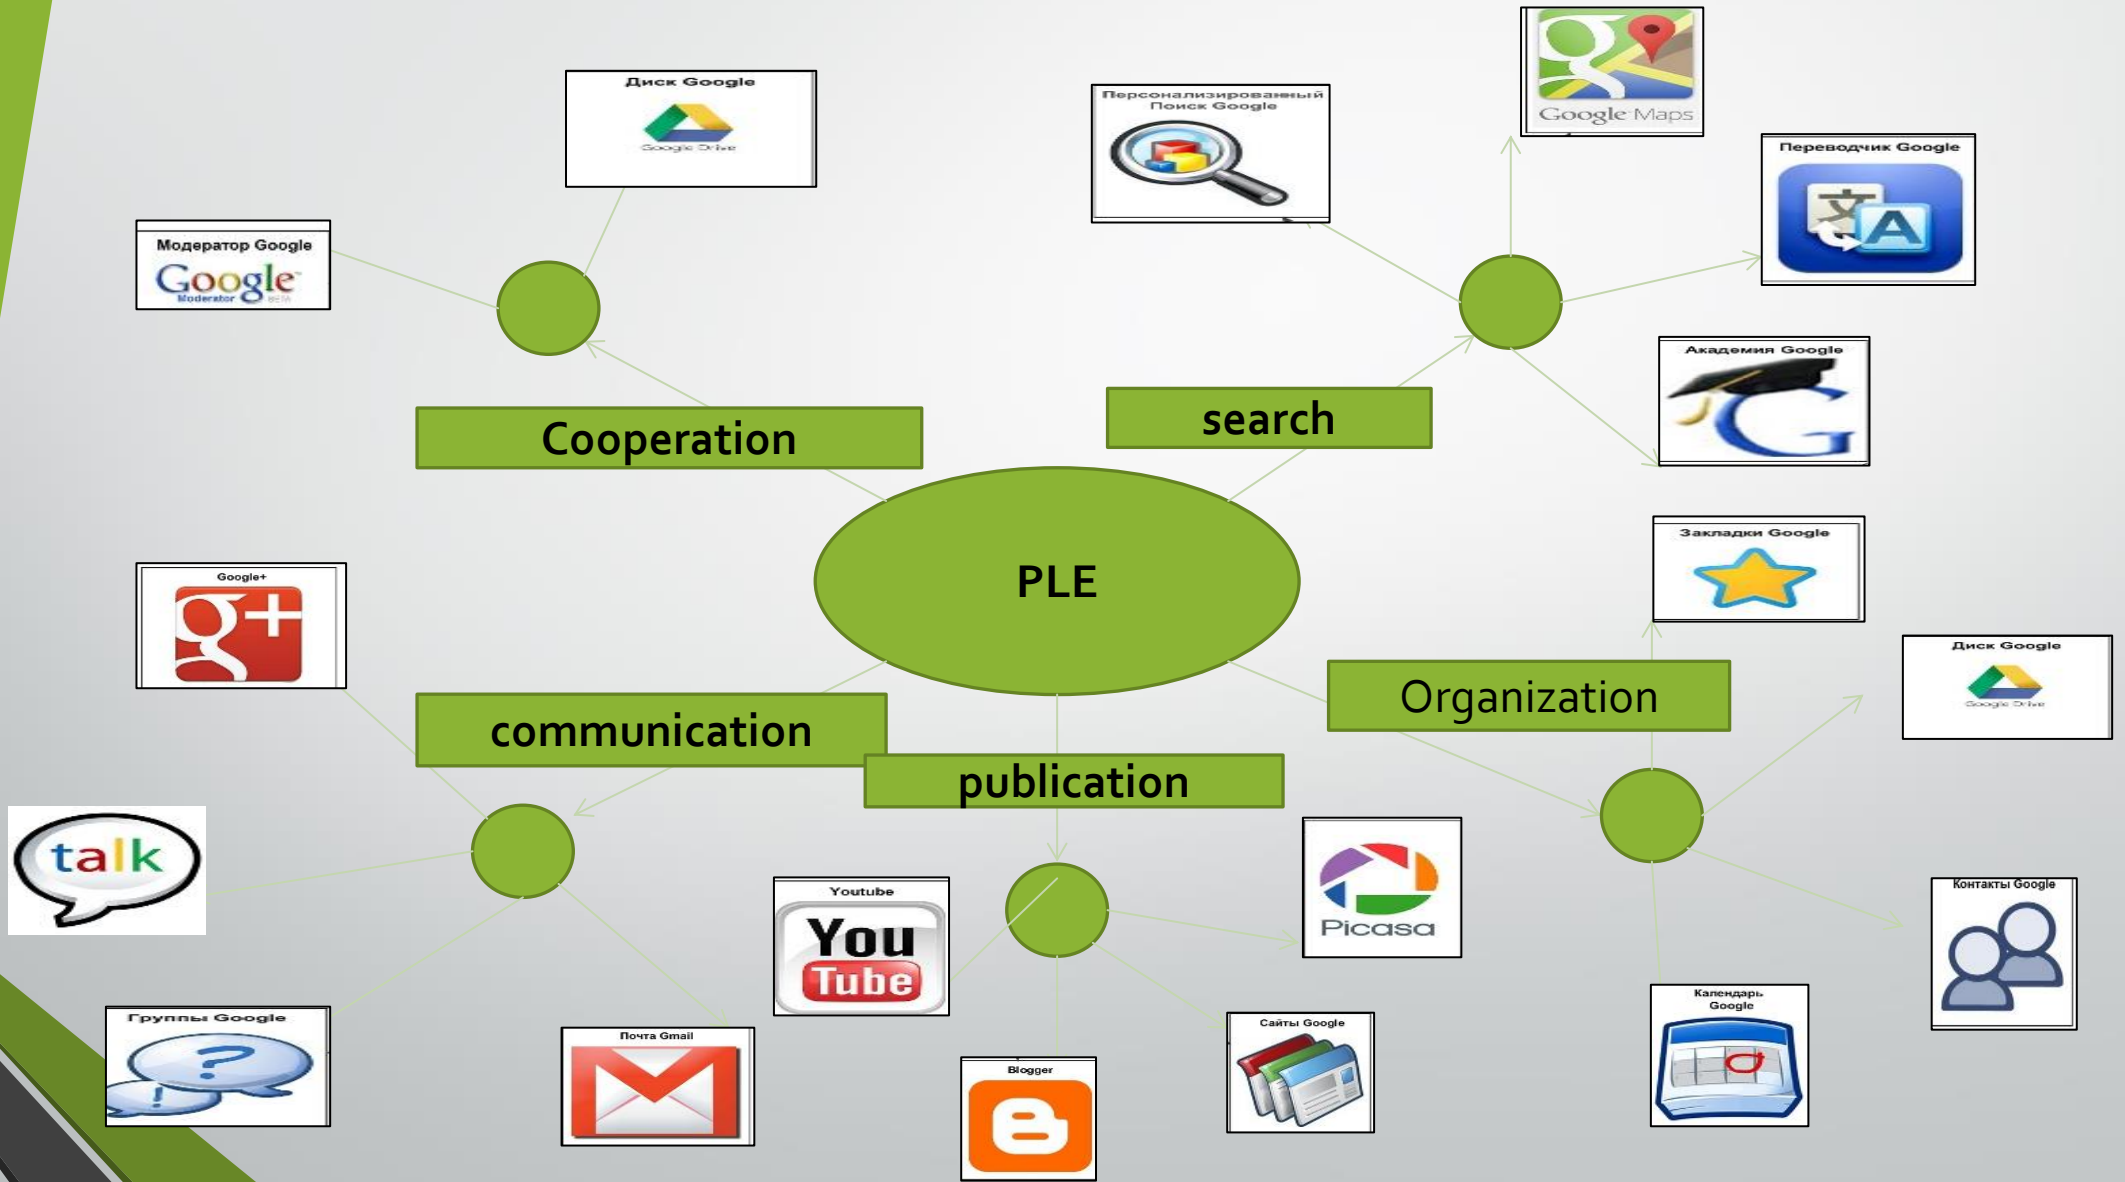 Google Maps
Диск Google
Google Drive
Персонализированный
Поиск Google
Переводчик Google
文
A
Модератор Google
Google
Moderator BETA
Академия Google
G
search
Cooperation
Закладки Google
PLE
Google+
g+
Диск Google
Google Drive
Organization
communication
publication
talk
Youtube
You
Tube
Picasa
Контакты Google
Календарь
Google
Группы Google
?
!
Почта Gmail
Сайты Google
Blogger
B